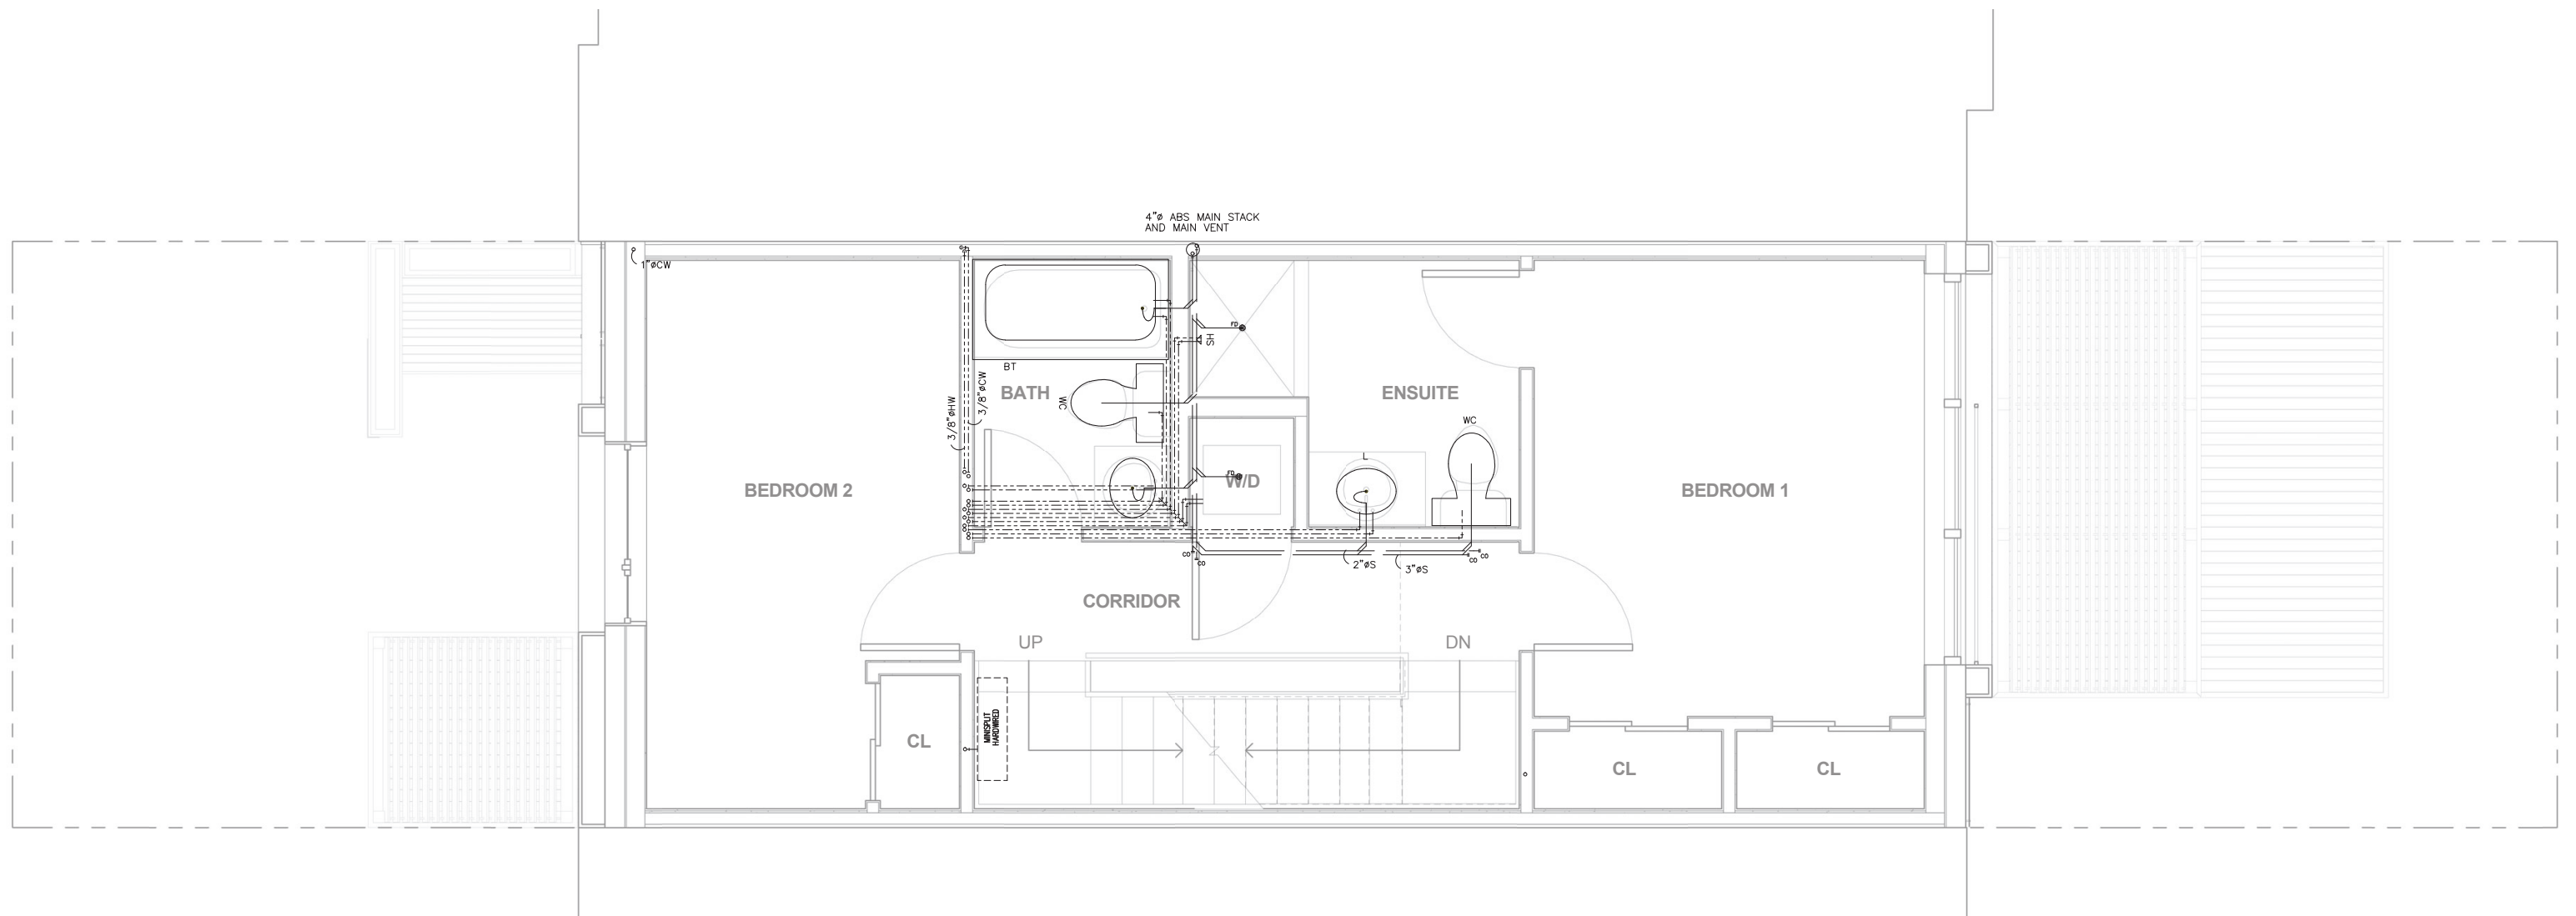 4"ø ABS MAIN STACK
AND MAIN VENT
1"øCW
BT
BATH
WC
3/8"øHW
3/8"øCW
SH
FD
ENSUITE
WC
L
FD
W/D
BEDROOM 2
BEDROOM 1
CO
CO
2"øS
3"øS
CO
CO
CORRIDOR
UP
DN
MINISPLIT
HARDWIRED
CL
CL
CL